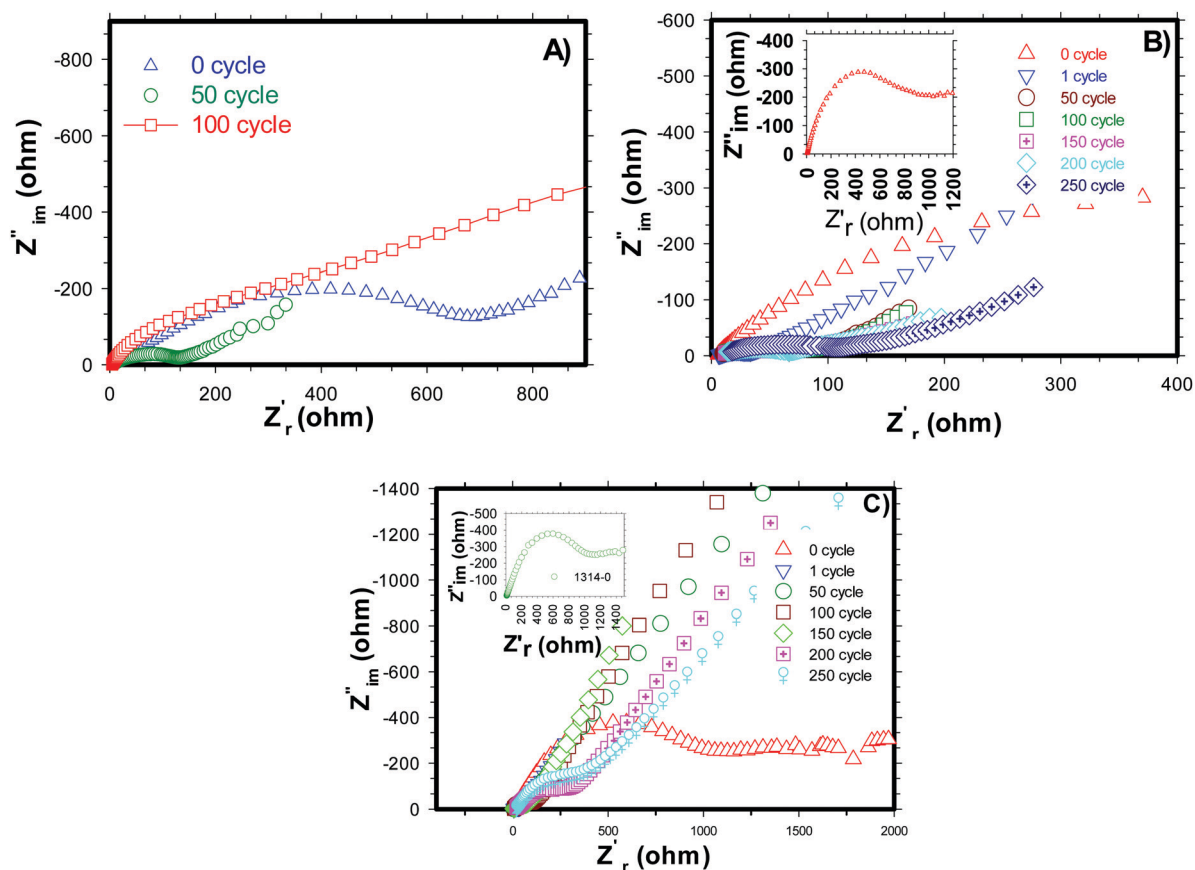 A)
-800
-600
-400
-200
0
Z''im (ohm)
0 cycle
50 cycle
100 cycle
0 200 400 600 800
Z'r (ohm)
B)
-600
-500
-400
-300
-200
-100
0
Z''im (ohm)
-400
-300
-200
-100
0
Z''im (ohm)
0 200 400 600 800 1000 1200
Z'r (ohm)
0 cycle
1 cycle
50 cycle
100 cycle
150 cycle
200 cycle
250 cycle
0 100 200 300 400
Z'r (ohm)
C)
-1400
-1200
-1000
-800
-600
-400
-200
0
Z''im (ohm)
-500
-400
-300
-200
-100
0
Z''im (ohm)
1314-0
0 200 400 600 800 1000 1200 1400
Z'r (ohm)
0 cycle
1 cycle
50 cycle
100 cycle
150 cycle
200 cycle
250 cycle
0 500 1000 1250 1500 1750 2000
Z'r (ohm)